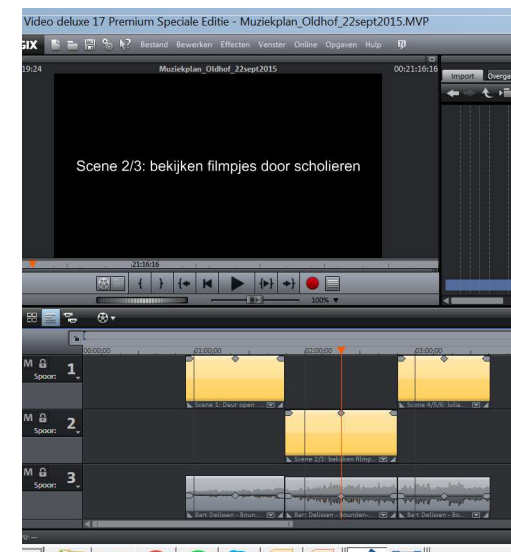 Video deluxe 17 Premium Speciale Editie - Muziekplan_Oldhof_22sept2015.MVP
GIX Bestand Bewerken Effecten Venster Online Opgaven Hulp
19:24 Muziekplan_Oldhof_22sept2015 00:21:16:16
Import Overga
Scene 2/3: bekijken filmpjes door scholieren
21:16:16
100%
00:00;00 01:00;00 02:00;00 03:00;00
M Spoor: 1
Scene 1: Deur open ... Scene 4/5/6: Julia...
M Spoor: 2
Scene 2/3: bekijken filmp...
M Spoor: 3
Bart Delissen - Boun... Bart Delissen - Bounden-... Bart Delissen - Bo...
PU: —